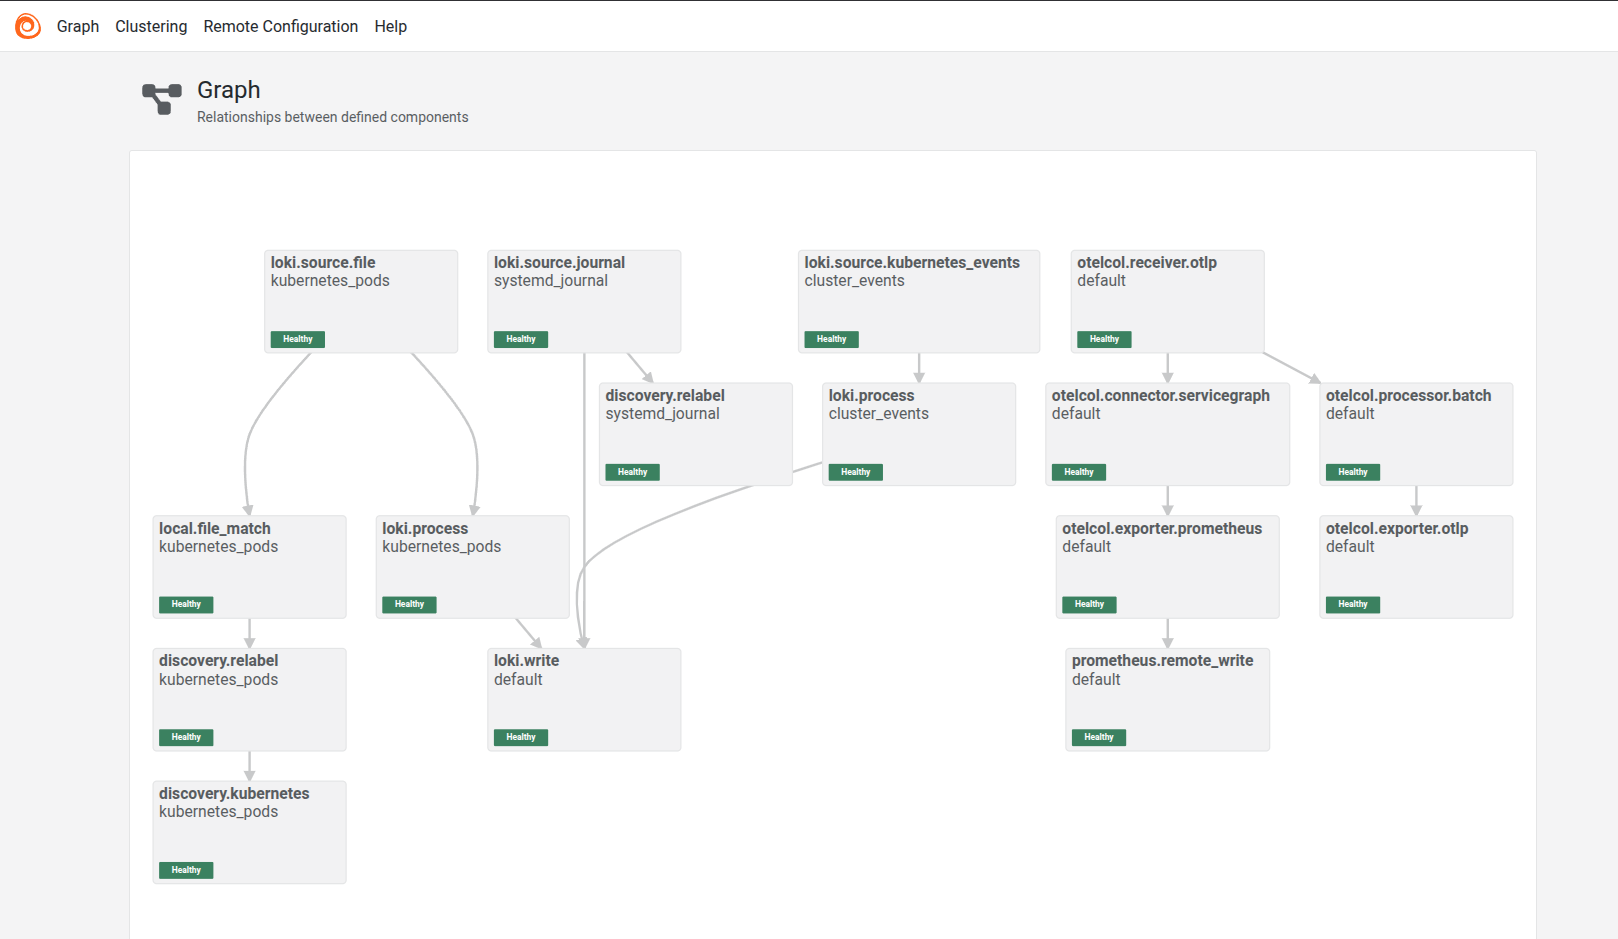 Graph Clustering Remote Configuration Help
Graph
Relationships between defined components
loki.source.file
kubernetes_pods
Healthy
loki.source.journal
systemd_journal
Healthy
loki.source.kubernetes_events
cluster_events
Healthy
otelcol.receiver.otlp
default
Healthy
discovery.relabel
systemd_journal
Healthy
loki.process
cluster_events
Healthy
otelcol.connector.servicegraph
default
Healthy
otelcol.processor.batch
default
Healthy
local.file_match
kubernetes_pods
Healthy
loki.process
kubernetes_pods
Healthy
otelcol.exporter.prometheus
default
Healthy
otelcol.exporter.otlp
default
Healthy
discovery.relabel
kubernetes_pods
Healthy
loki.write
default
Healthy
prometheus.remote_write
default
Healthy
discovery.kubernetes
kubernetes_pods
Healthy